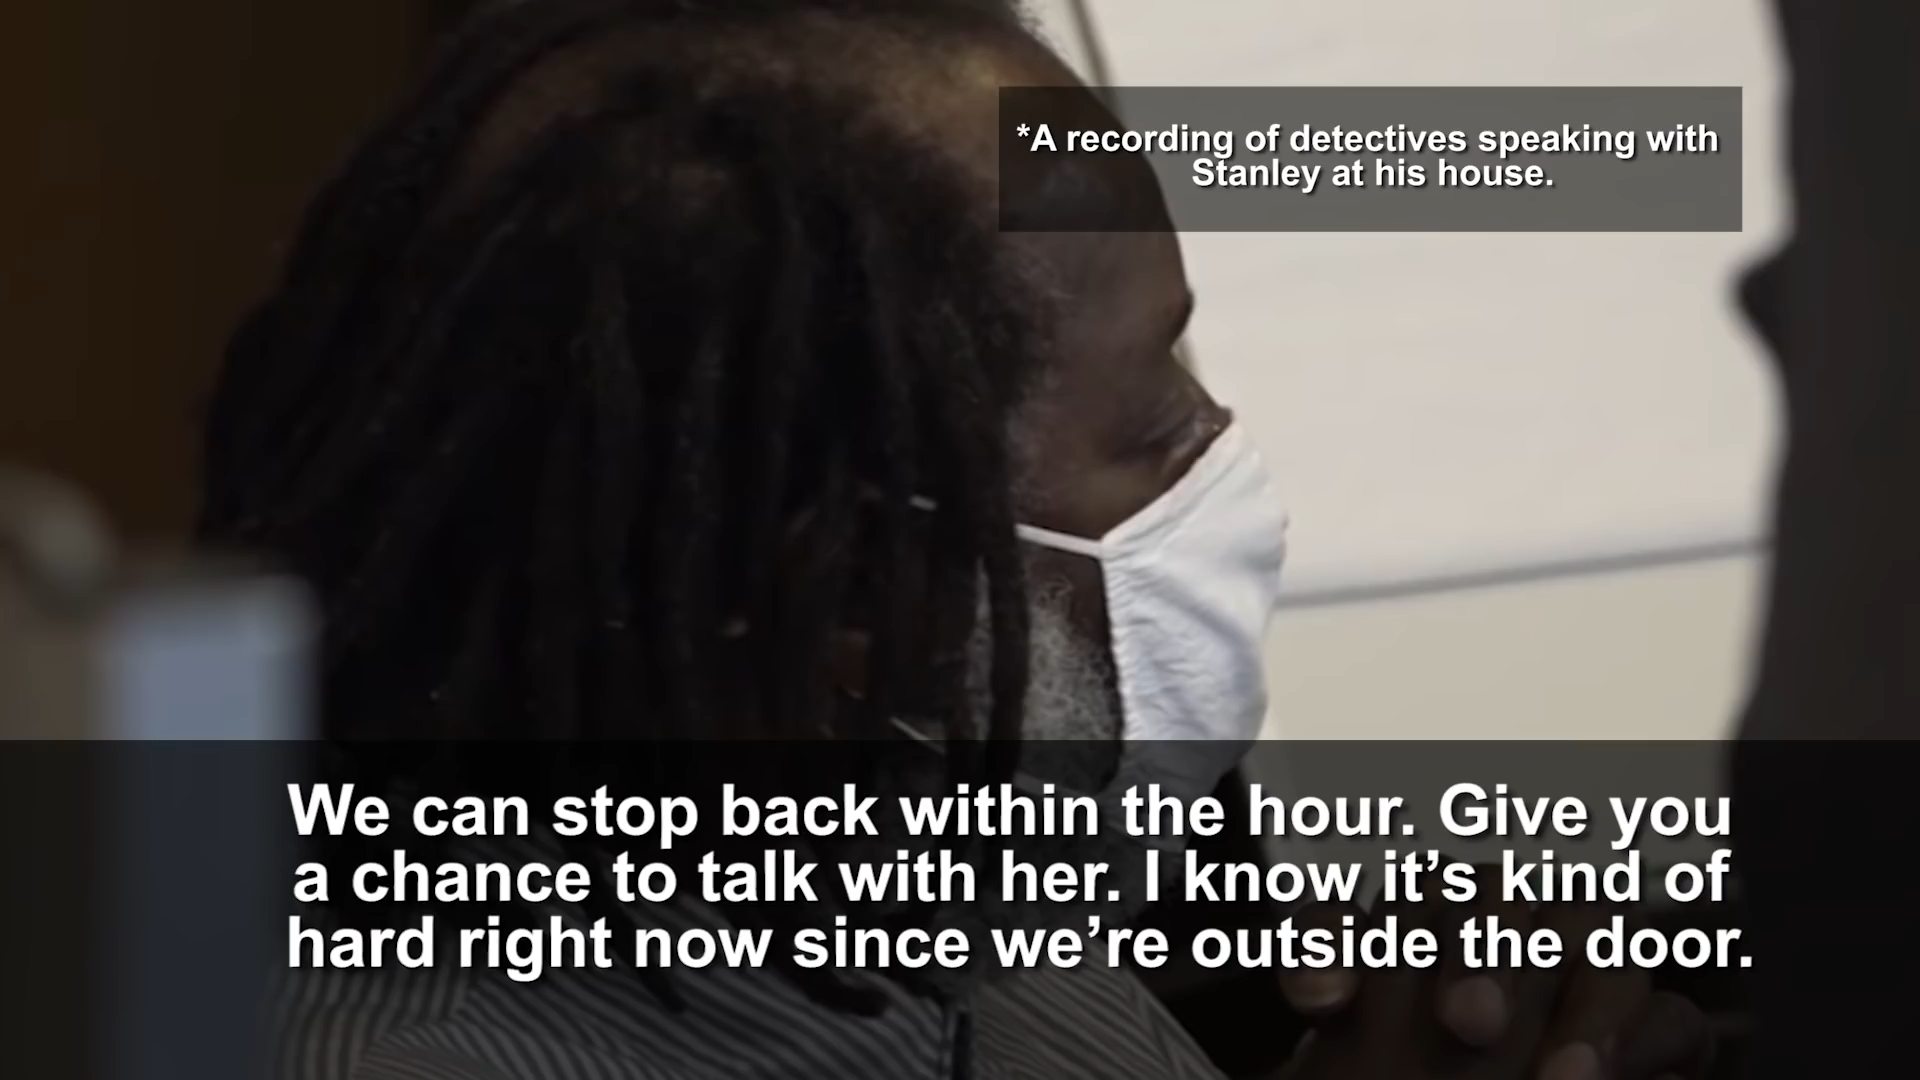 *A recording of detectives speaking with
Stanley at his house.
We can stop back within the hour. Give you
a chance to talk with her. I know it’s kind of
hard right now since we’re outside the door.